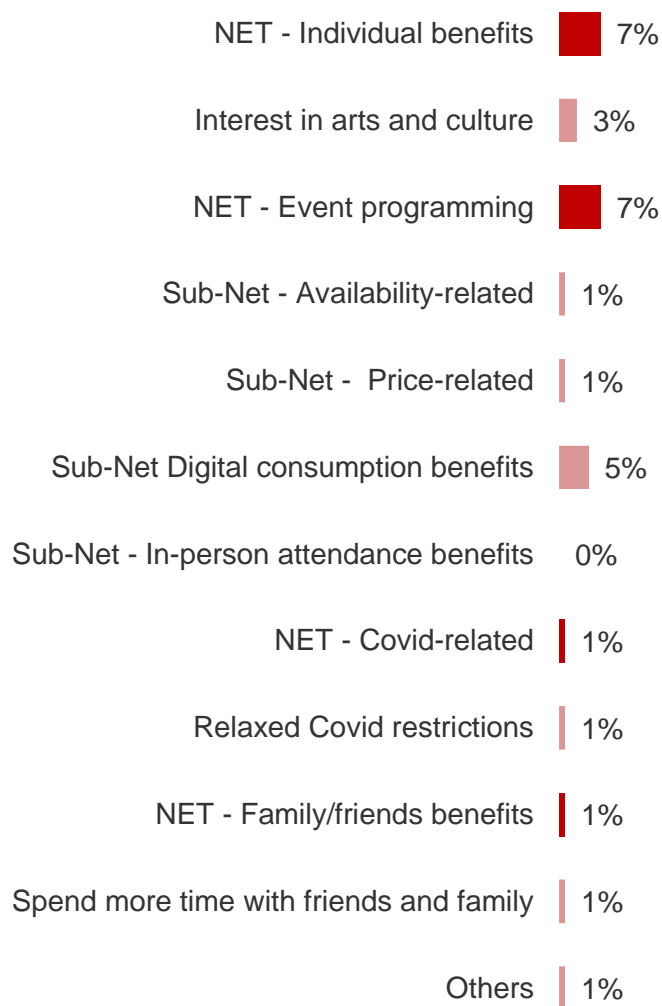 NET - Individual benefits 7%
Interest in arts and culture 3%
NET - Event programming 7%
Sub-Net - Availability-related 1%
Sub-Net -  Price-related 1%
Sub-Net Digital consumption benefits 5%
Sub-Net - In-person attendance benefits 0%
NET - Covid-related 1%
Relaxed Covid restrictions 1%
NET - Family/friends benefits 1%
Spend more time with friends and family 1%
Others 1%